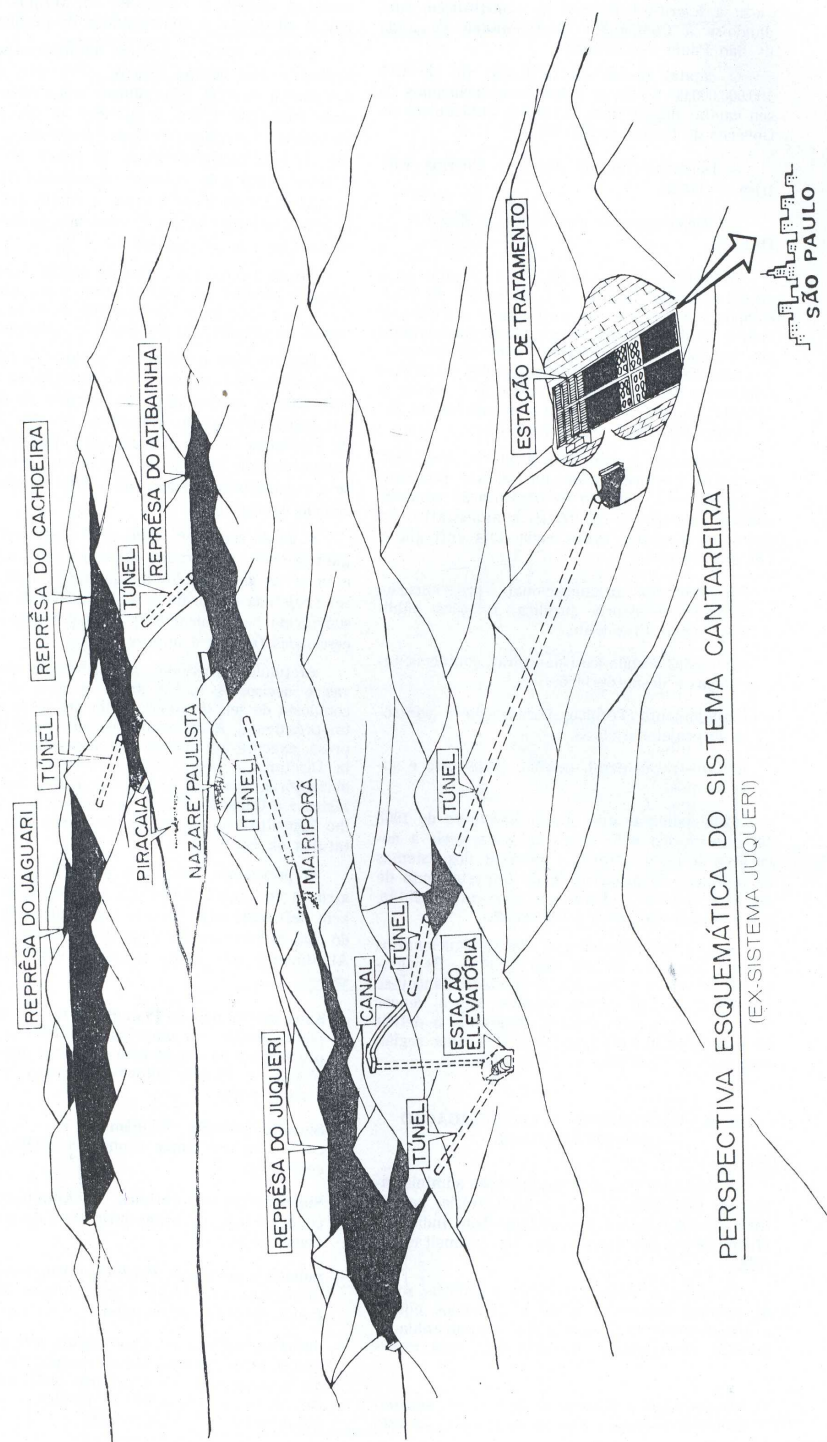 REPRÊSA DO JAGUARI
TÚNEL
REPRÊSA DO CACHOEIRA
PIRACAIA
TÚNEL
REPRÊSA DO ATIBAINHA
NAZARÉ PAULISTA
TÚNEL
REPRÊSA DO JUQUERI
MAIRIPORÃ
CANAL
TÚNEL
TÚNEL
ESTAÇÃO
ELEVATÓRIA
TÚNEL
ESTAÇÃO DE TRATAMENTO
SÃO PAULO
PERSPECTIVA ESQUEMÁTICA DO SISTEMA CANTAREIRA
(EX-SISTEMA JUQUERI)